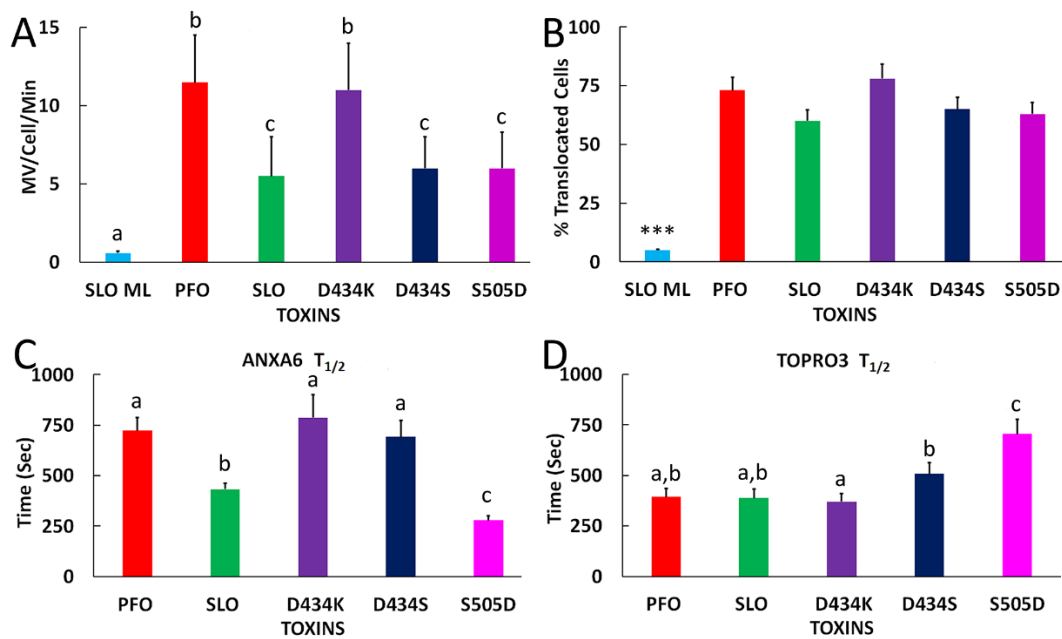 A
MV/Cell/Min
15
10
5
0
a
b
c
b
c
c
SLO ML PFO SLO D434K D434S S505D
TOXINS
B
% Translocated Cells
100
75
50
25
0
***
SLO ML PFO SLO D434K D434S S505D
TOXINS
C
ANXA6 T1/2
Time (Sec)
1000
750
500
250
0
a
b
a
a
c
PFO SLO D434K D434S S505D
TOXINS
D
TOPRO3 T1/2
Time (Sec)
1000
750
500
250
0
a,b
a,b
a
b
c
PFO SLO D434K D434S S505D
TOXINS